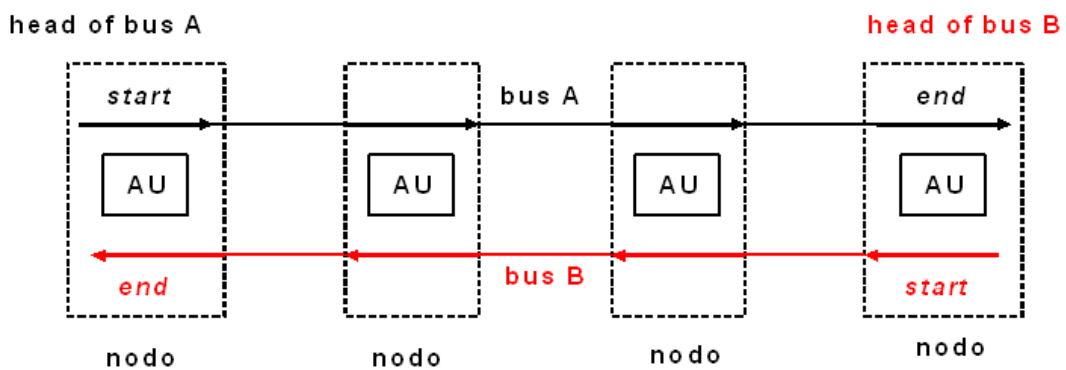 head of bus A
head of bus B
start
bus A
end
AU
AU
AU
AU
end
bus B
start
nodo
nodo
nodo
nodo